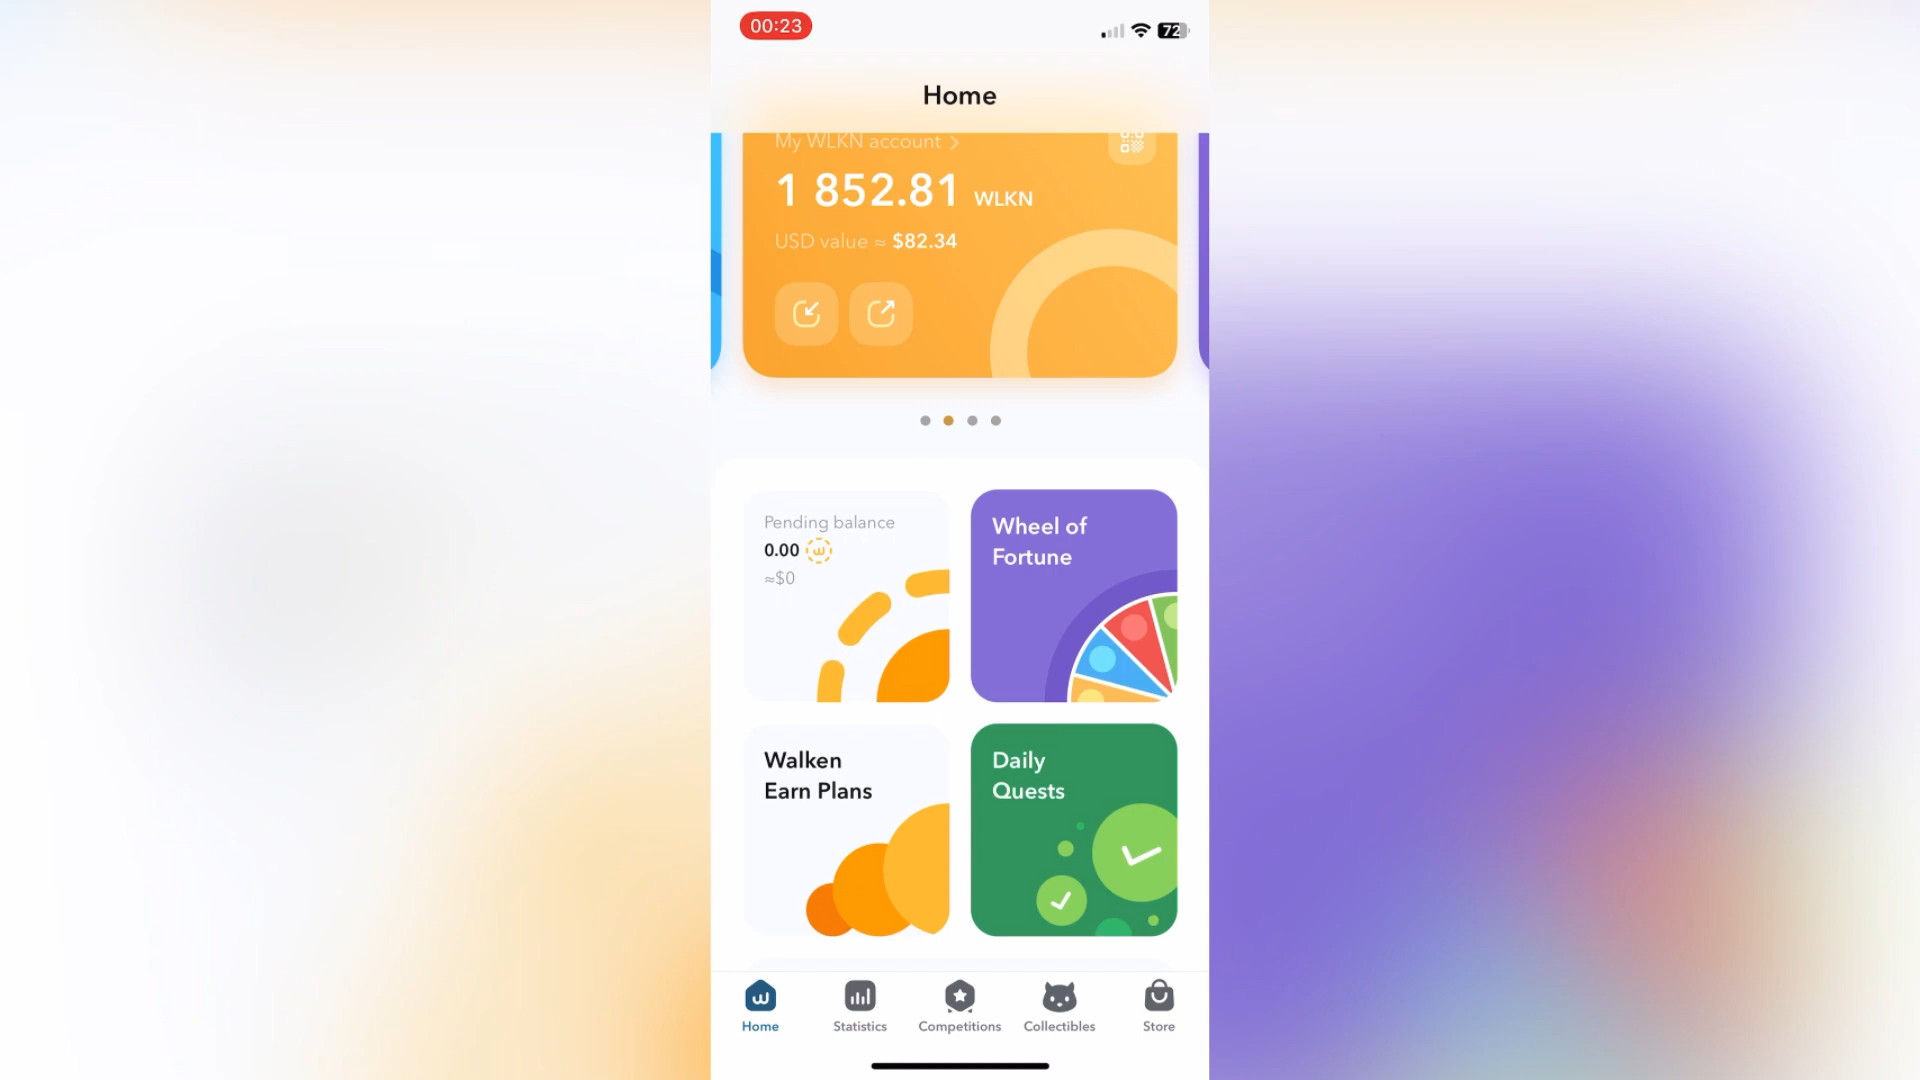 00:23
72
Home
My WLKN account >
1 852.81 WLKN
USD value ≈ $82.34
Pending balance
0.00
≈$0
Wheel of
Fortune
Walken
Earn Plans
Daily
Quests
Home
Statistics
Competitions
Collectibles
Store